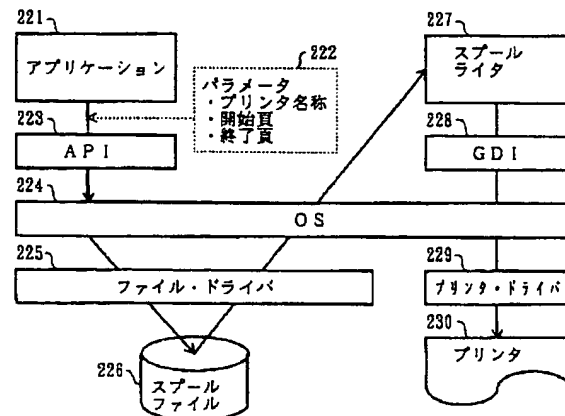 221
アプリケーション
222
パラメータ
・プリンタ名称
・開始頁
・終了頁
223
API
224
OS
225
ファイル・ドライバ
226
スプール
ファイル
227
スプール
ライタ
228
GDI
229
プリンタ・ドライバ
230
プリンタ